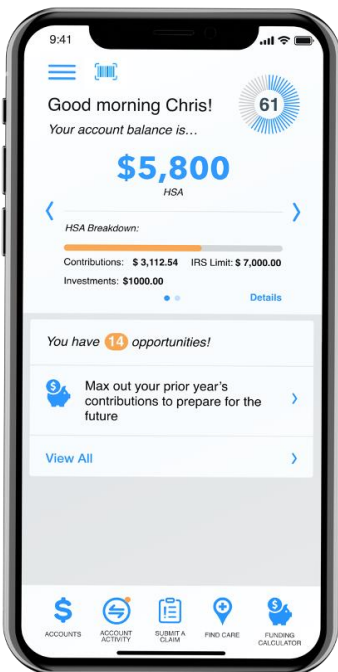 9:41
Good morning Chris!
61
Your account balance is...
$5,800
HSA
HSA Breakdown:
Contributions: $ 3,112.54 IRS Limit: $ 7,000.00
Investments: $1000.00
Details
You have 14 opportunities!
Max out your prior year's
contributions to prepare for the
future
View All
ACCOUNTS
ACCOUNT
ACTIVITY
SUBMIT A
CLAIM
FIND CARE
FUNDING
CALCULATOR